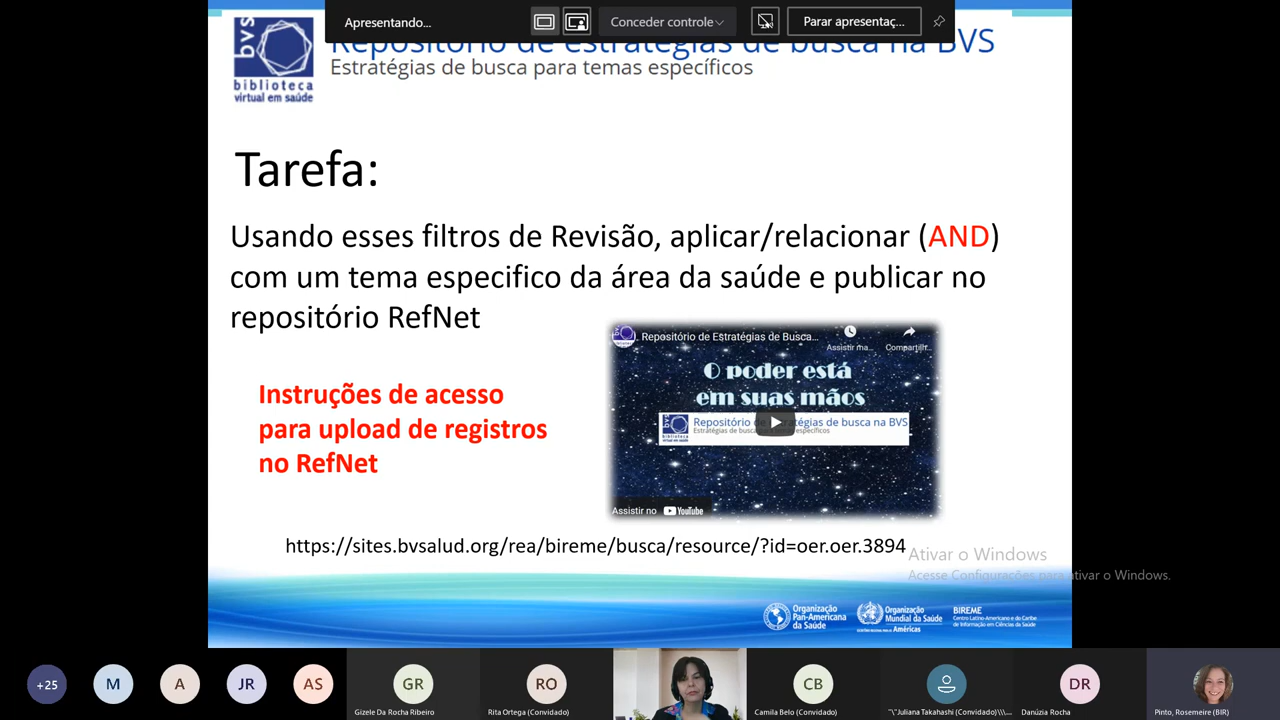 Apresentando...
Conceder controle
Parar apresentaç...
bvs
biblioteca
virtual em saúde
Repositório de estratégias de busca na BVS
Estratégias de busca para temas específicos
Tarefa:
Usando esses filtros de Revisão, aplicar/relacionar (AND)
com um tema especifico da área da saúde e publicar no
repositório RefNet
Repositório de Estratégias de Busca...
Assistir ma...
Compartilh...
O poder está
em suas mãos
Repositório de estratégias de busca na BVS
Estratégias de busca para temas específicos
Assistir no YouTube
Instruções de acesso
para upload de registros
no RefNet
https://sites.bvsalud.org/rea/bireme/busca/resource/?id=oer.oer.3894
Ativar o Windows
Acesse Configurações para ativar o Windows.
Organização
Pan-Americana
da Saúde
Organização
Mundial da Saúde
Américas
BIREME
Centro Latino-Americano e do Caribe
de Informação em Ciências da Saúde
+25
M
A
JR
AS
GR
Gizele Da Rocha Ribeiro
RO
Rita Ortega (Convidado)
CB
Camila Belo (Convidado)
"\"Juliana Takahashi (Convidado)\\\...
DR
Danúzia Rocha
Pinto, Rosemeire (BIR)